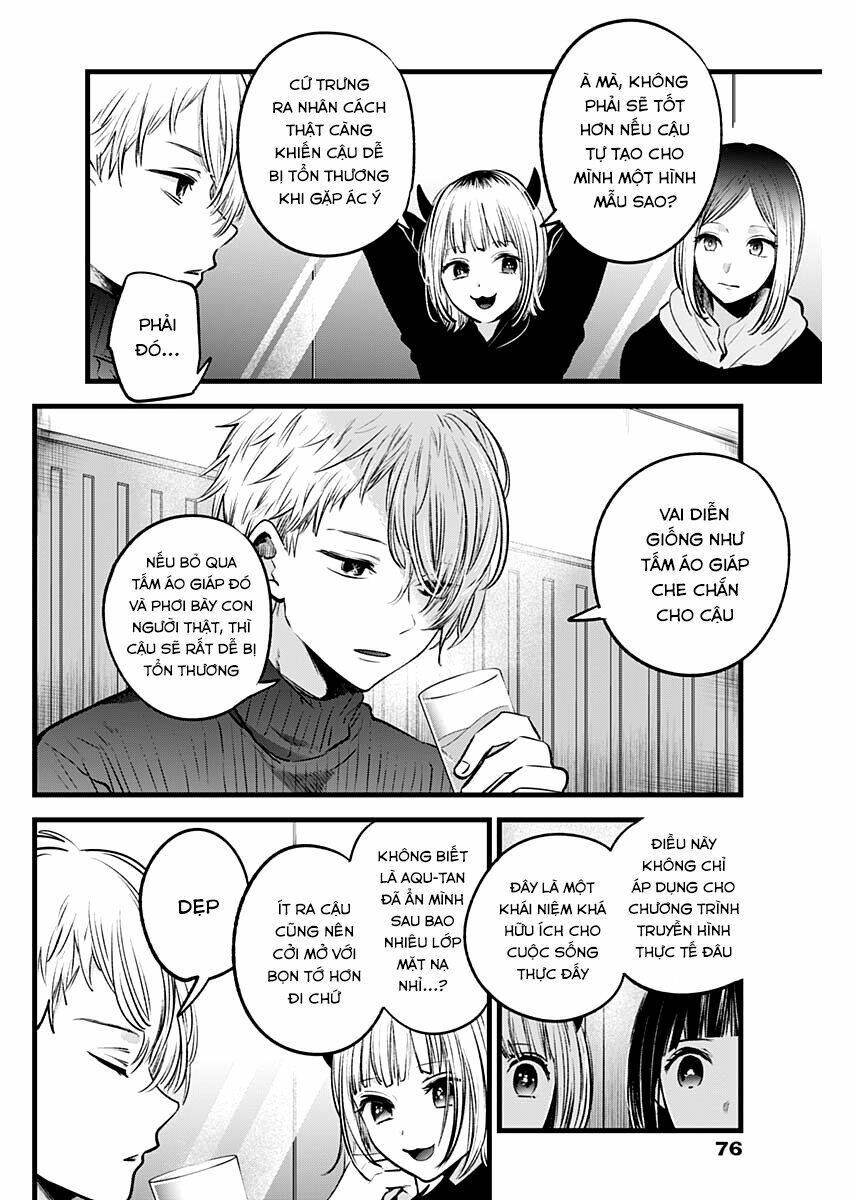 À MÀ, KHÔNG
PHẢI SẼ TỐT
HƠN NẾU CẬU
TỰ TẠO CHO
MÌNH MỘT HÌNH
MẪU SAO?
CỨ TRƯNG
RA NHÂN CÁCH
THẬT CÀNG
KHIẾN CẬU DỄ
BỊ TỔN THƯƠNG
KHI GẶP ÁC Ý
PHẢI
ĐÓ...
VAI DIỄN
GIỐNG NHƯ
TẤM ÁO GIÁP
CHE CHẮN
CHO CẬU
NẾU BỎ QUA
TẤM ÁO GIÁP ĐÓ
VÀ PHƠI BÀY CON
NGƯỜI THẬT, THÌ
CẬU SẼ RẤT DỄ BỊ
TỔN THƯƠNG
ĐIỀU NÀY
KHÔNG CHỈ
ÁP DỤNG CHO
CHƯƠNG TRÌNH
TRUYỀN HÌNH
THỰC TẾ ĐÂU
ĐÂY LÀ MỘT
KHÁI NIỆM KHÁ
HỮU ÍCH CHO
CUỘC SỐNG
THỰC ĐẤY
KHÔNG BIẾT
LÀ AQU-TAN
ĐÃ ẨN MÌNH
SAU BAO
NHIÊU LỚP
MẶT NẠ
NHỈ...?
ÍT RA CẬU
CŨNG NÊN
CỞI MỞ VỚI
BỌN TỚ HƠN
ĐI CHỨ
DẸP
76